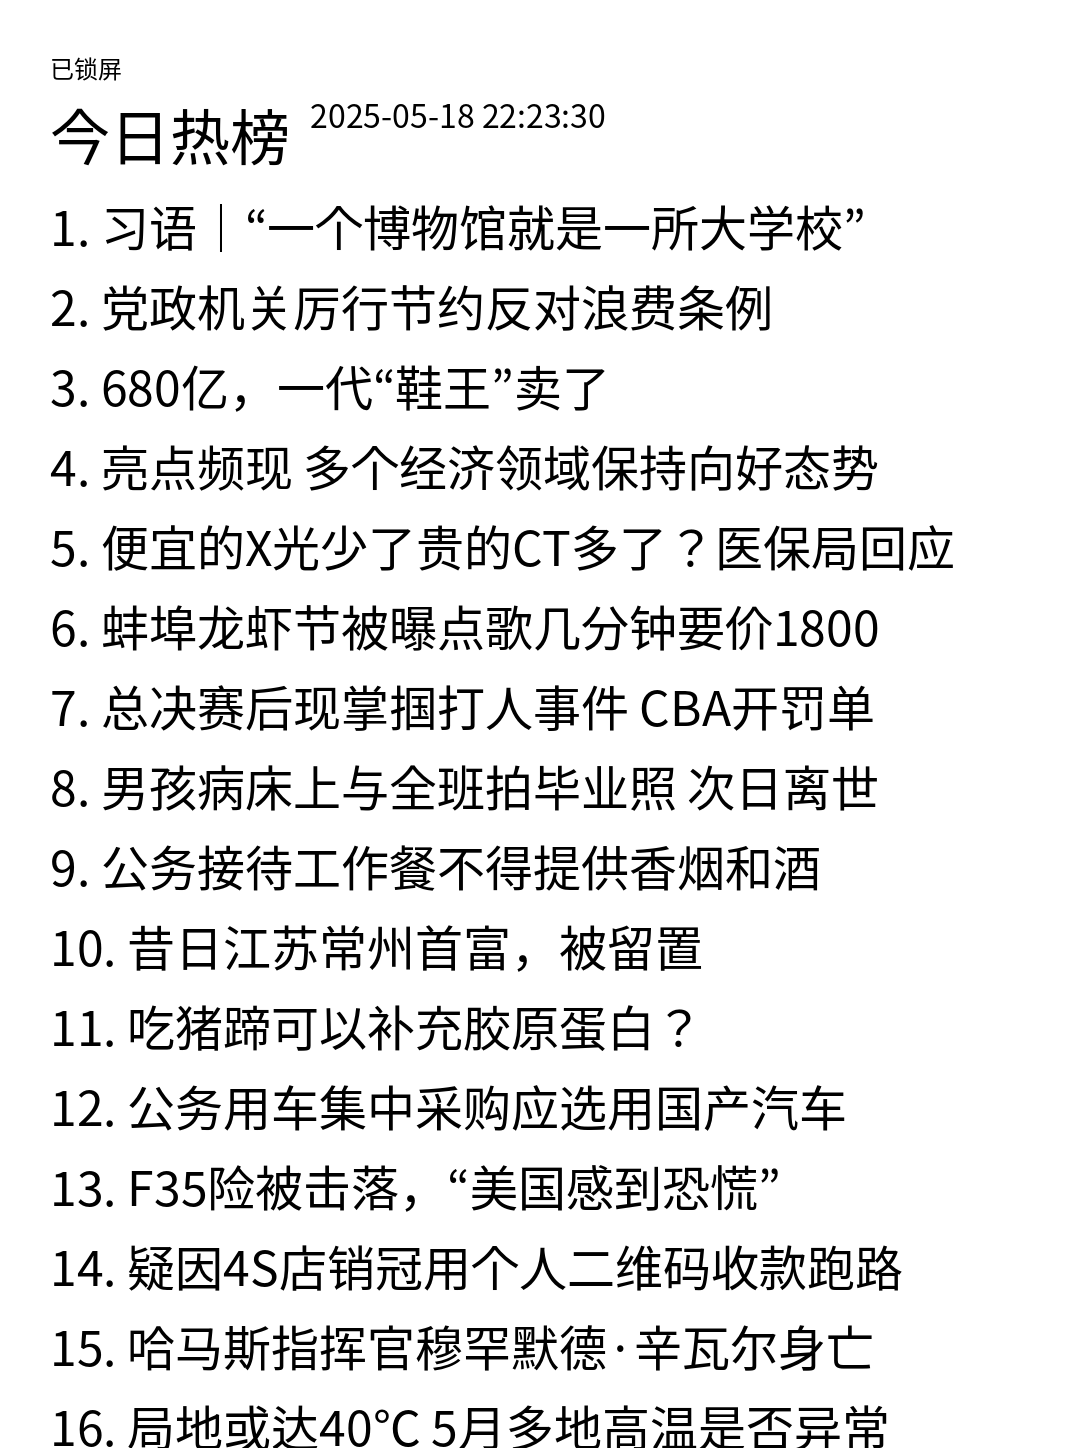 已锁屏
今日热榜 2025-05-18 22:23:30
1. 习语｜“一个博物馆就是一所大学校”
2. 党政机关厉行节约反对浪费条例
3. 680亿，一代“鞋王”卖了
4. 亮点频现 多个经济领域保持向好态势
5. 便宜的X光少了贵的CT多了？医保局回应
6. 蚌埠龙虾节被曝点歌几分钟要价1800
7. 总决赛后现掌掴打人事件 CBA开罚单
8. 男孩病床上与全班拍毕业照 次日离世
9. 公务接待工作餐不得提供香烟和酒
10. 昔日江苏常州首富，被留置
11. 吃猪蹄可以补充胶原蛋白？
12. 公务用车集中采购应选用国产汽车
13. F35险被击落，“美国感到恐慌”
14. 疑因4S店销冠用个人二维码收款跑路
15. 哈马斯指挥官穆罕默德·辛瓦尔身亡
16. 局地或达40℃ 5月多地高温是否异常